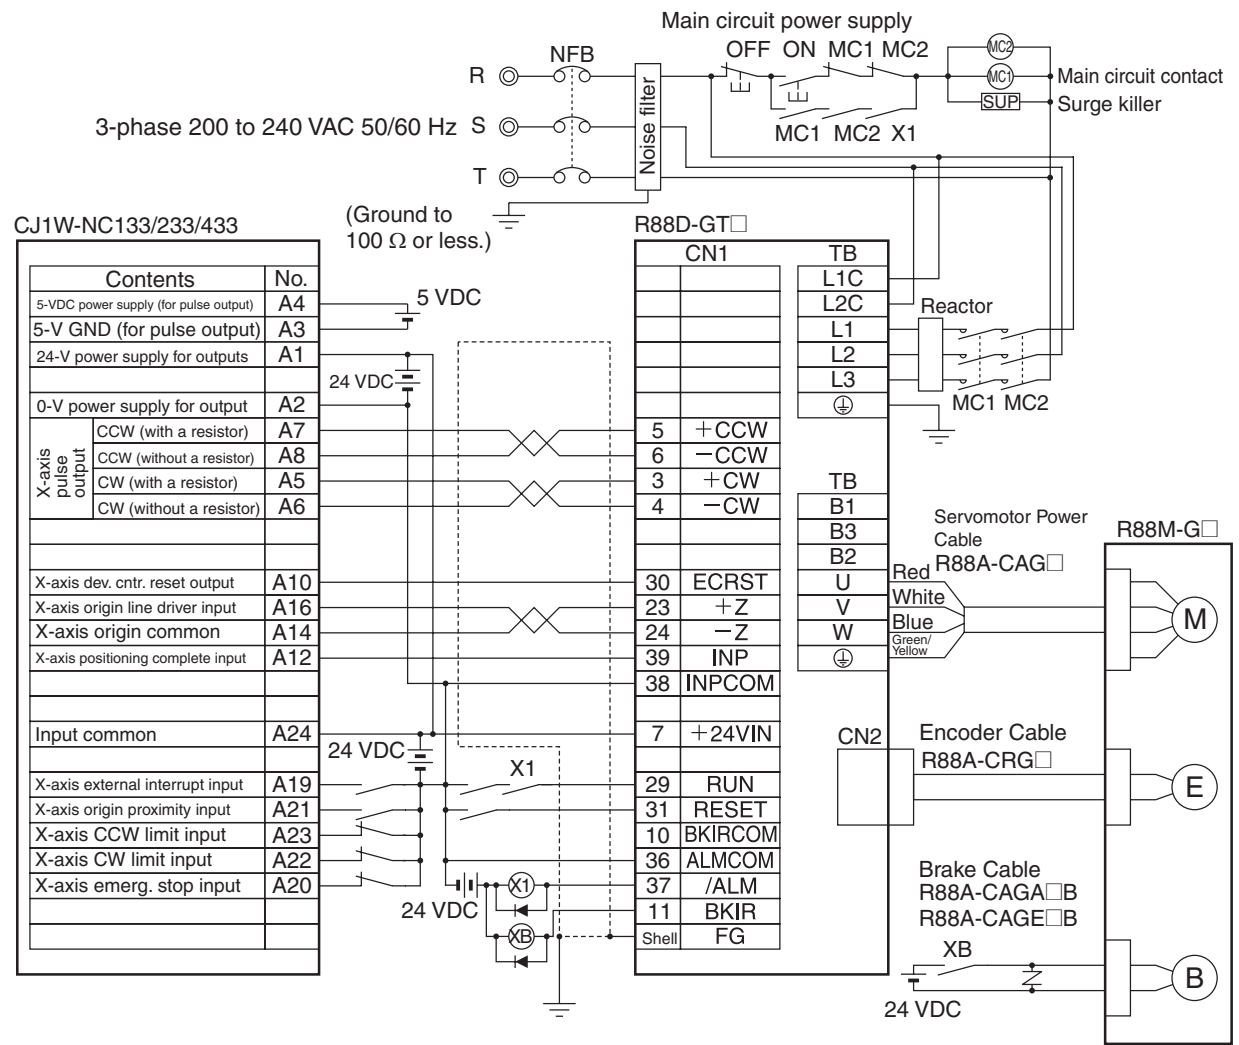 Main circuit power supply
OFF ON MC1 MC2
MC2
NFB
R
MC1
Main circuit contact
SUP
Surge killer
Noise filter
3-phase 200 to 240 VAC 50/60 Hz S
MC1 MC2 X1
T
(Ground to
100 Ω or less.)
CJ1W-NC133/233/433
R88D-GT□
Contents No.
5-VDC power supply (for pulse output) A4
5-V GND (for pulse output) A3
24-V power supply for outputs A1
0-V power supply for output A2
X-axis
pulse
output
CCW (with a resistor) A7
CCW (without a resistor) A8
CW (with a resistor) A5
CW (without a resistor) A6
X-axis dev. cntr. reset output A10
X-axis origin line driver input A16
X-axis origin common A14
X-axis positioning complete input A12
Input common A24
X-axis external interrupt input A19
X-axis origin proximity input A21
X-axis CCW limit input A23
X-axis CW limit input A22
X-axis emerg. stop input A20
5 VDC
24 VDC
24 VDC
X1
24 VDC
X1
XB
CN1
5 +CCW
6 −CCW
3 +CW
4 −CW
30 ECRST
23 +Z
24 −Z
39 INP
38 INPCOM
7 +24VIN
29 RUN
31 RESET
10 BKIRCOM
36 ALMCOM
37 /ALM
11 BKIR
Shell FG
TB
L1C
L2C
L1
L2
L3
Reactor
MC1 MC2
TB
B1
B3
B2
U
V
W
Red
White
Blue
Green/
Yellow
Servomotor Power
Cable
R88A-CAG□
R88M-G□
M
CN2
Encoder Cable
R88A-CRG□
E
Brake Cable
R88A-CAGA□B
R88A-CAGE□B
XB
24 VDC
B